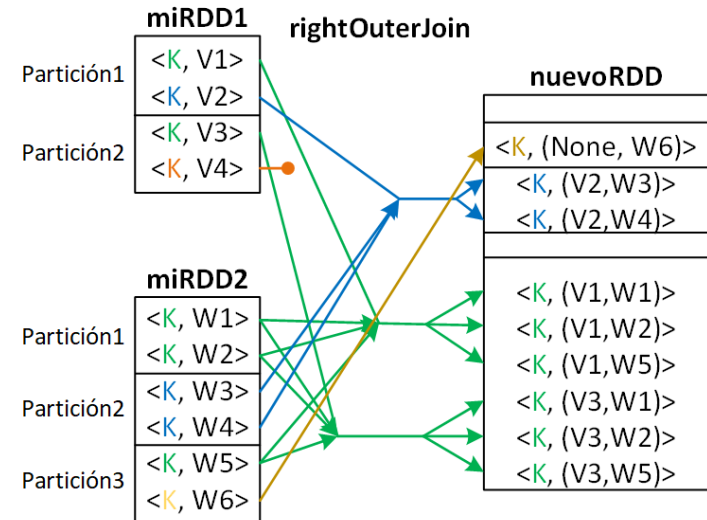 miRDD1
rightOuterJoin
Partición1
<K, V1>
<K, V2>
Partición2
<K, V3>
<K, V4>
miRDD2
Partición1
<K, W1>
<K, W2>
Partición2
<K, W3>
<K, W4>
Partición3
<K, W5>
<K, W6>
nuevoRDD
<K, (None, W6)>
<K, (V2,W3)>
<K, (V2,W4)>
<K, (V1,W1)>
<K, (V1,W2)>
<K, (V1,W5)>
<K, (V3,W1)>
<K, (V3,W2)>
<K, (V3,W5)>